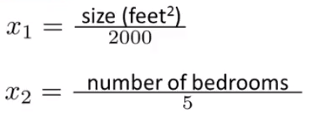 x₁ = size (feet²) / 2000
x₂ = number of bedrooms / 5